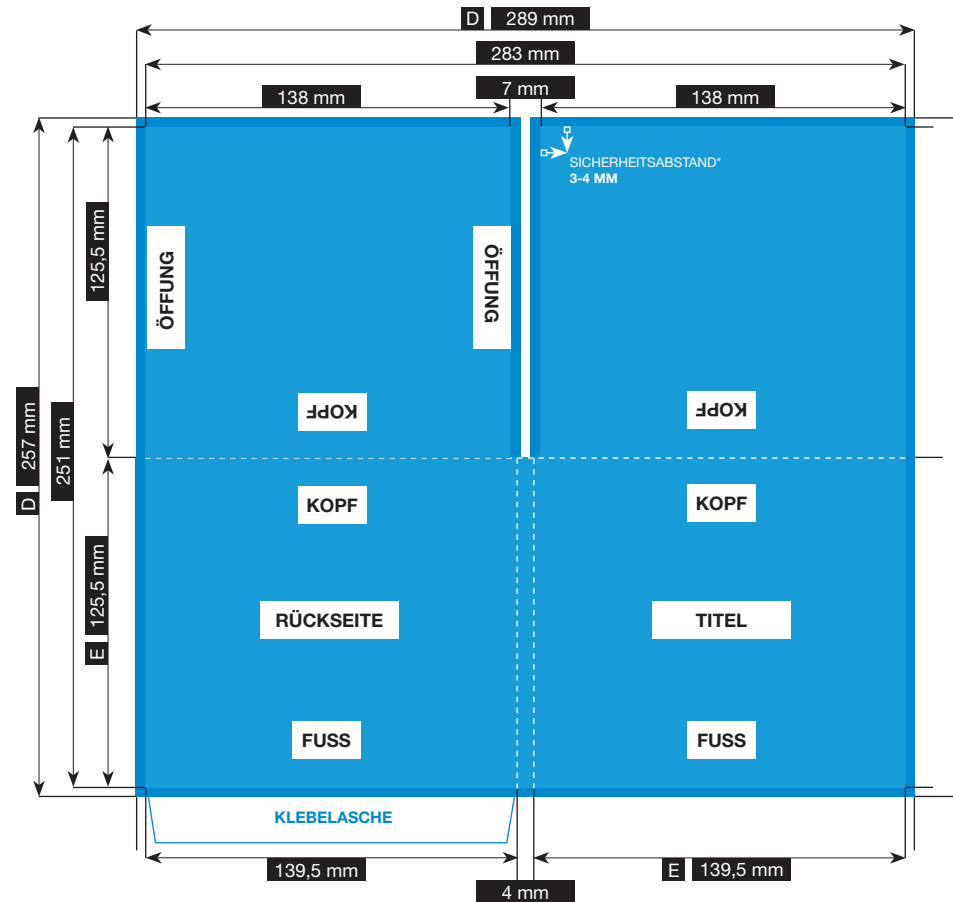 D 289 mm
283 mm
7 mm
138 mm
138 mm
SICHERHEITSABSTAND*
3-4 MM
125,5 mm
ÖFFUNG
ÖFFUNG
KOPF
KOPF
D 257 mm
251 mm
KOPF
KOPF
E 125,5 mm
RÜCKSEITE
TITEL
FUSS
FUSS
KLEBELASCHE
139,5 mm
E 139,5 mm
4 mm